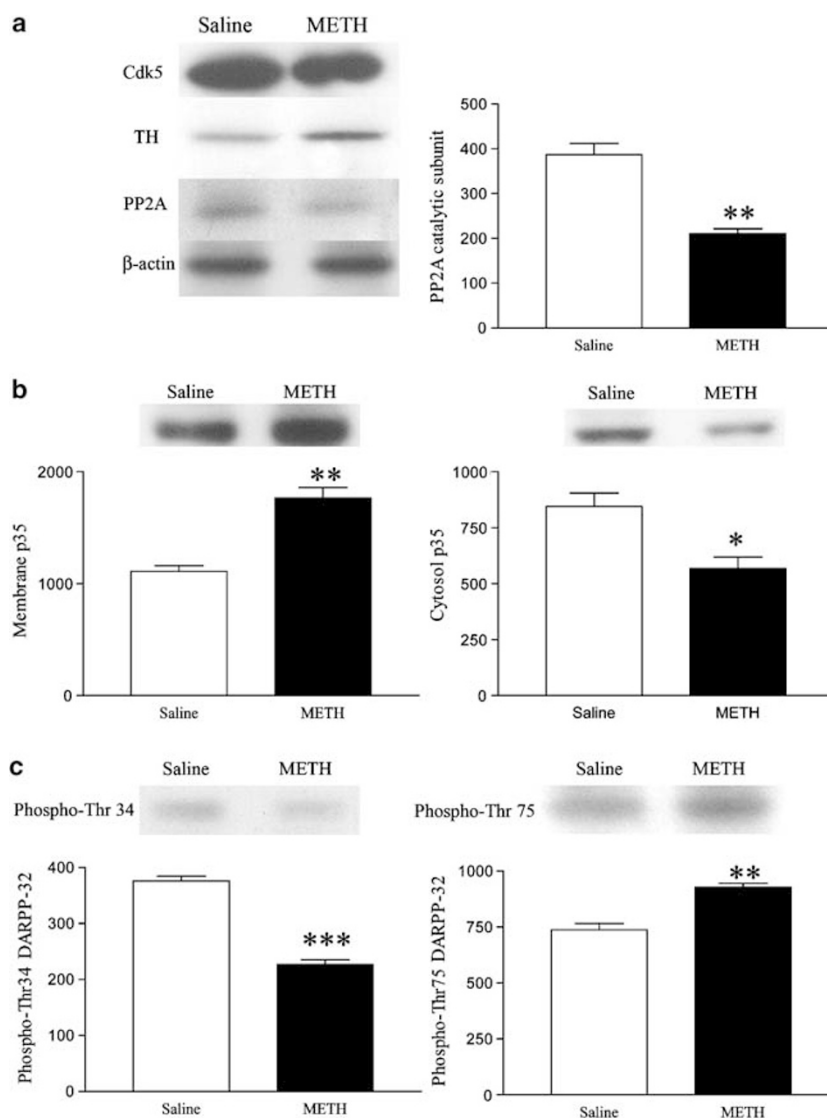 a
Saline METH
Cdk5
TH
PP2A
β-actin
500
400
300
200
100
0
PP2A catalytic subunit
**
Saline METH
b
Saline METH
2000
1000
0
Membrane p35
**
Saline METH
Saline METH
1000
750
500
250
0
Cytosol p35
*
Saline METH
c
Saline METH
Phospho-Thr 34
400
300
200
100
0
Phospho-Thr34 DARPP-32
***
Saline METH
Saline METH
Phospho-Thr 75
1000
750
500
250
0
Phospho-Thr75 DARPP-32
**
Saline METH